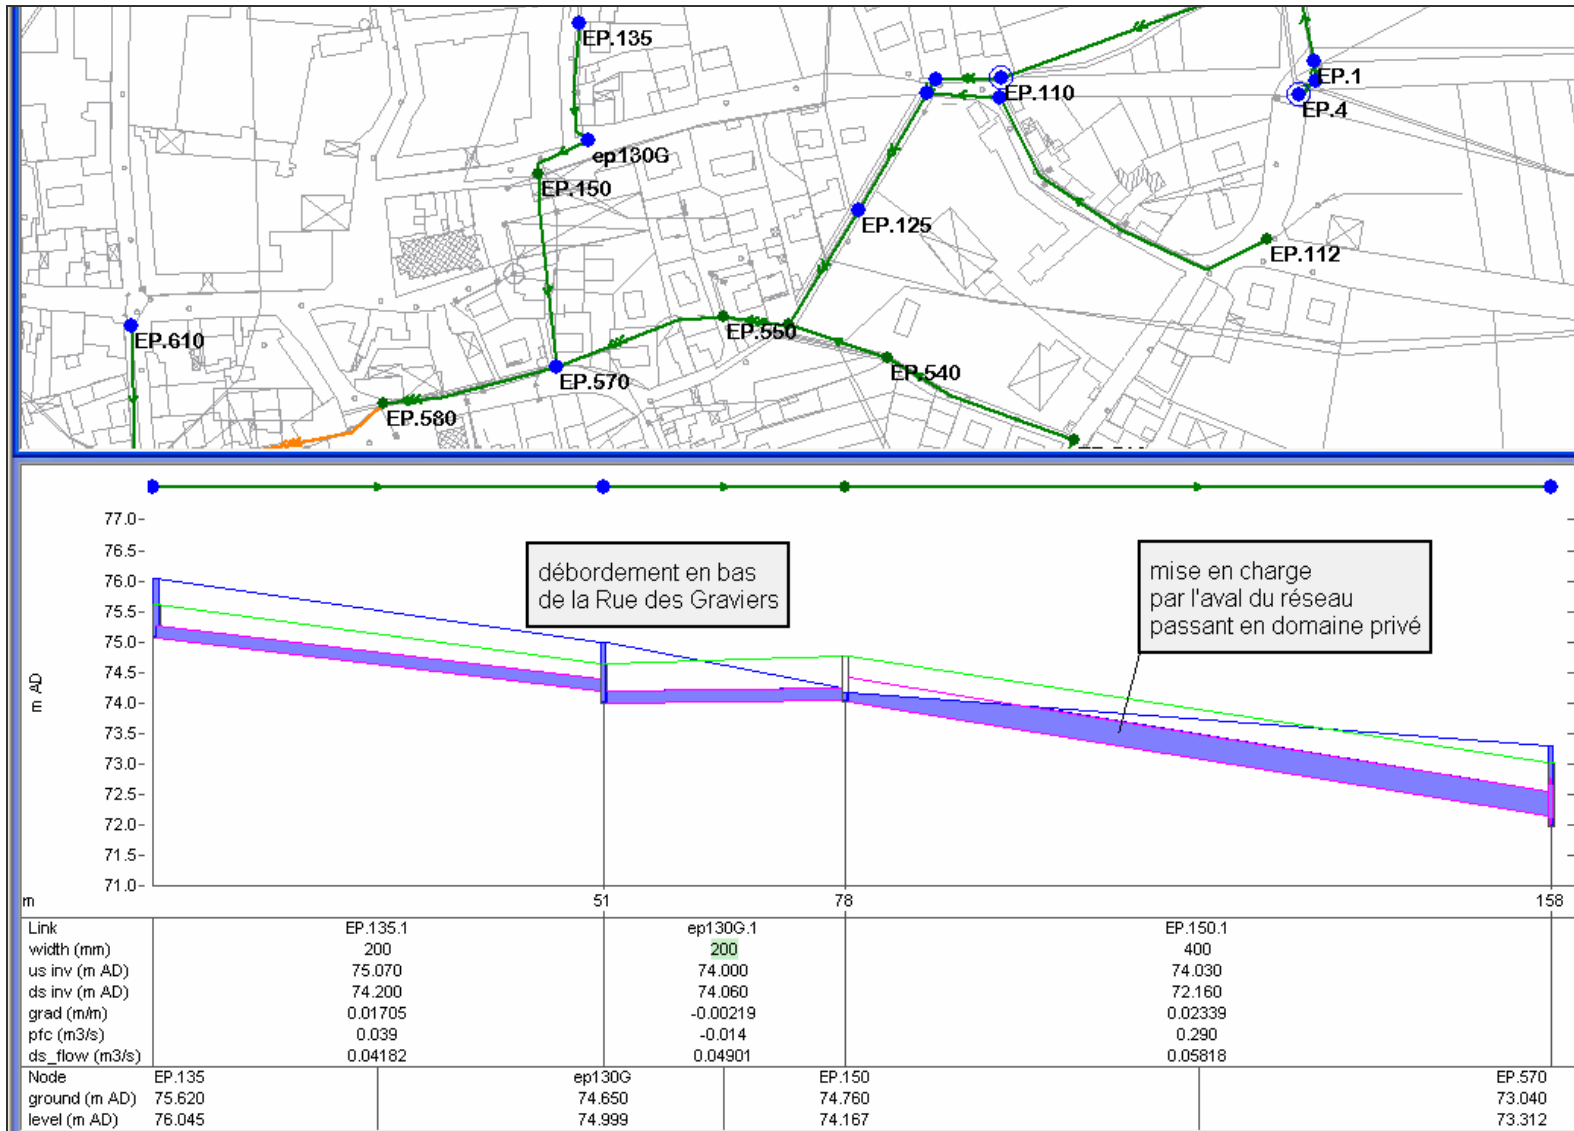 EP.135
EP.1
EP.110
EP.4
ep130G
EP.150
EP.125
EP.112
EP.550
EP.610
EP.570
EP.540
EP.580
77.0
76.5
76.0
75.5
75.0
74.5
74.0
73.5
73.0
72.5
72.0
71.5
71.0
m AD
débordement en bas
de la Rue des Graviers
mise en charge
par l'aval du réseau
passant en domaine privé
m 51 78 158
Link EP.135.1 ep130G.1 EP.150.1
width (mm) 200 200 400
us inv (m AD) 75.070 74.000 74.030
ds inv (m AD) 74.200 74.060 72.160
grad (m/m) 0.01705 -0.00219 0.02339
pfc (m3/s) 0.039 -0.014 0.290
ds_flow (m3/s) 0.04182 0.04901 0.05818
Node EP.135 ep130G EP.150 EP.570
ground (m AD) 75.620 74.650 74.760 73.040
level (m AD) 76.045 74.999 74.167 73.312